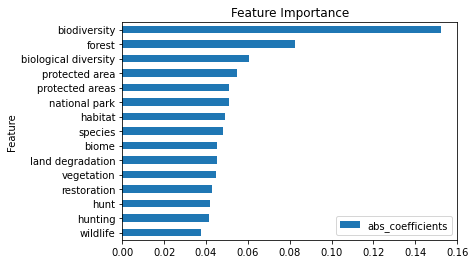 Feature Importance
biodiversity
forest
biological diversity
protected area
protected areas
national park
habitat
species
biome
land degradation
vegetation
restoration
hunt
hunting
wildlife
Feature
abs_coefficients
0.00 0.02 0.04 0.06 0.08 0.10 0.12 0.14 0.16